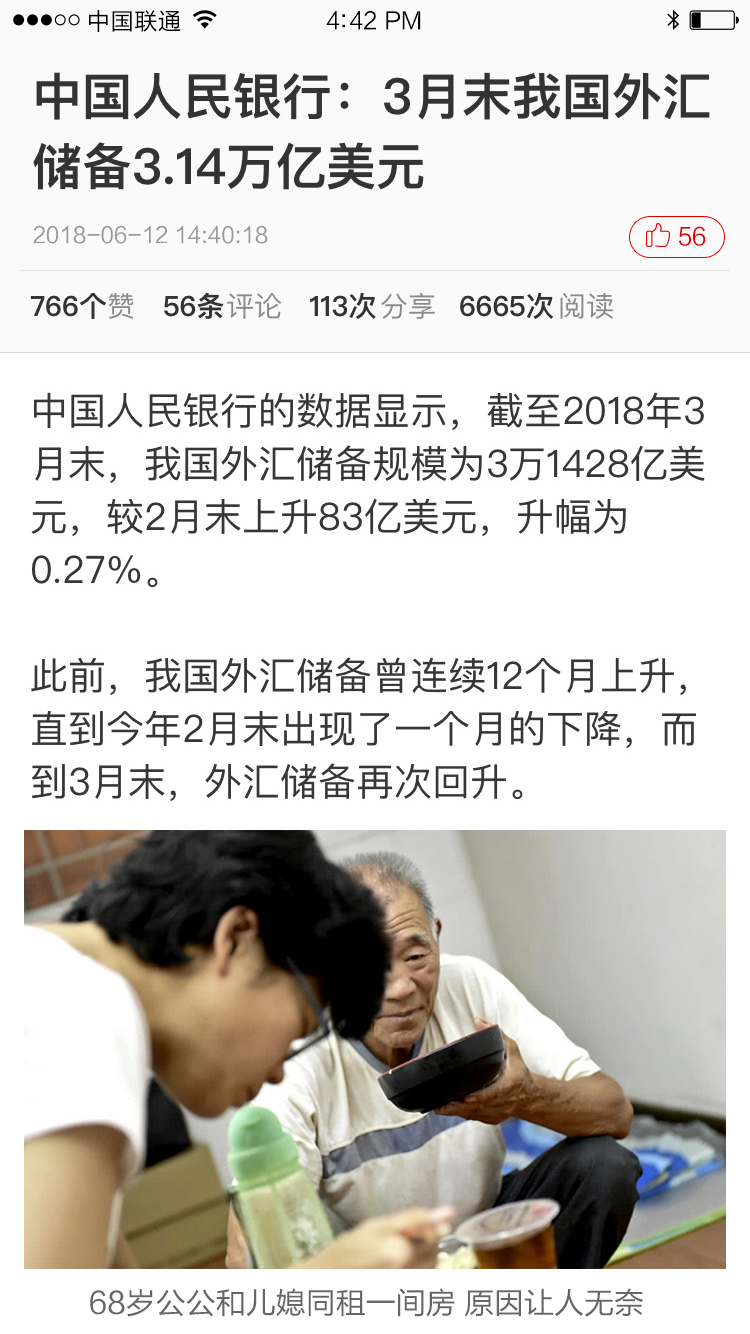 中国联通
4:42 PM
中国人民银行：3月末我国外汇
储备3.14万亿美元
2018-06-12 14:40:18
56
766个赞 56条评论 113次分享 6665次阅读
中国人民银行的数据显示，截至2018年3
月末，我国外汇储备规模为3万1428亿美
元，较2月末上升83亿美元，升幅为
0.27%。
此前，我国外汇储备曾连续12个月上升，
直到今年2月末出现了一个月的下降，而
到3月末，外汇储备再次回升。
68岁公公和儿媳同租一间房 原因让人无奈